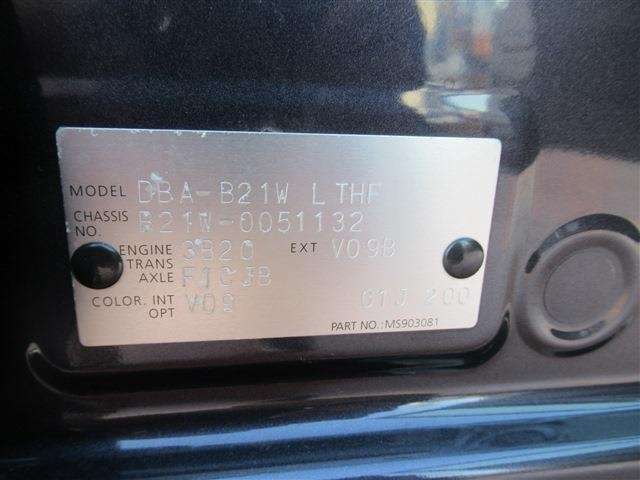 MODEL DBA-B21W LTHF
CHASSIS NO. B21W-0051132
ENGINE 3B20 EXT V09B
TRANS AXLE F1CJB
COLOR. INT OPT V09 C1J 200
PART NO.: MS903081